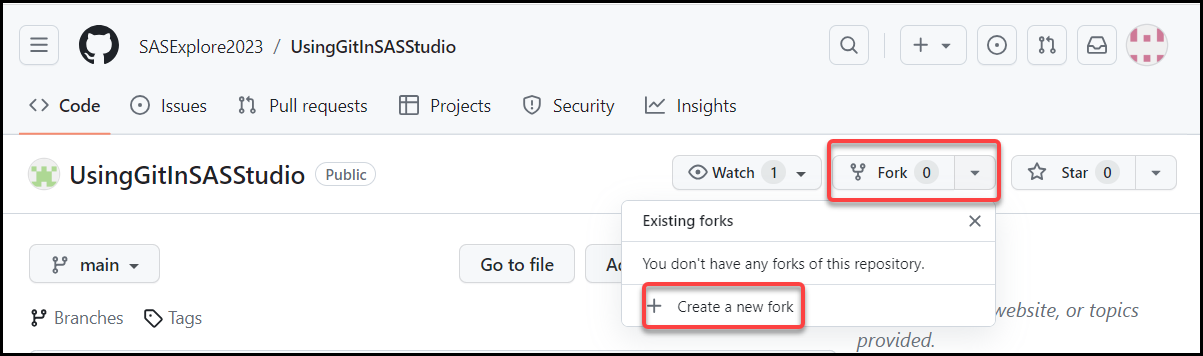 SASExplore2023 / UsingGitInSASStudio
Code Issues Pull requests Projects Security Insights
UsingGitInSASStudio Public Watch 1 Fork 0 Star 0
Existing forks
You don't have any forks of this repository.
Create a new fork
main Go to file
Branches Tags
website, or topics
provided.